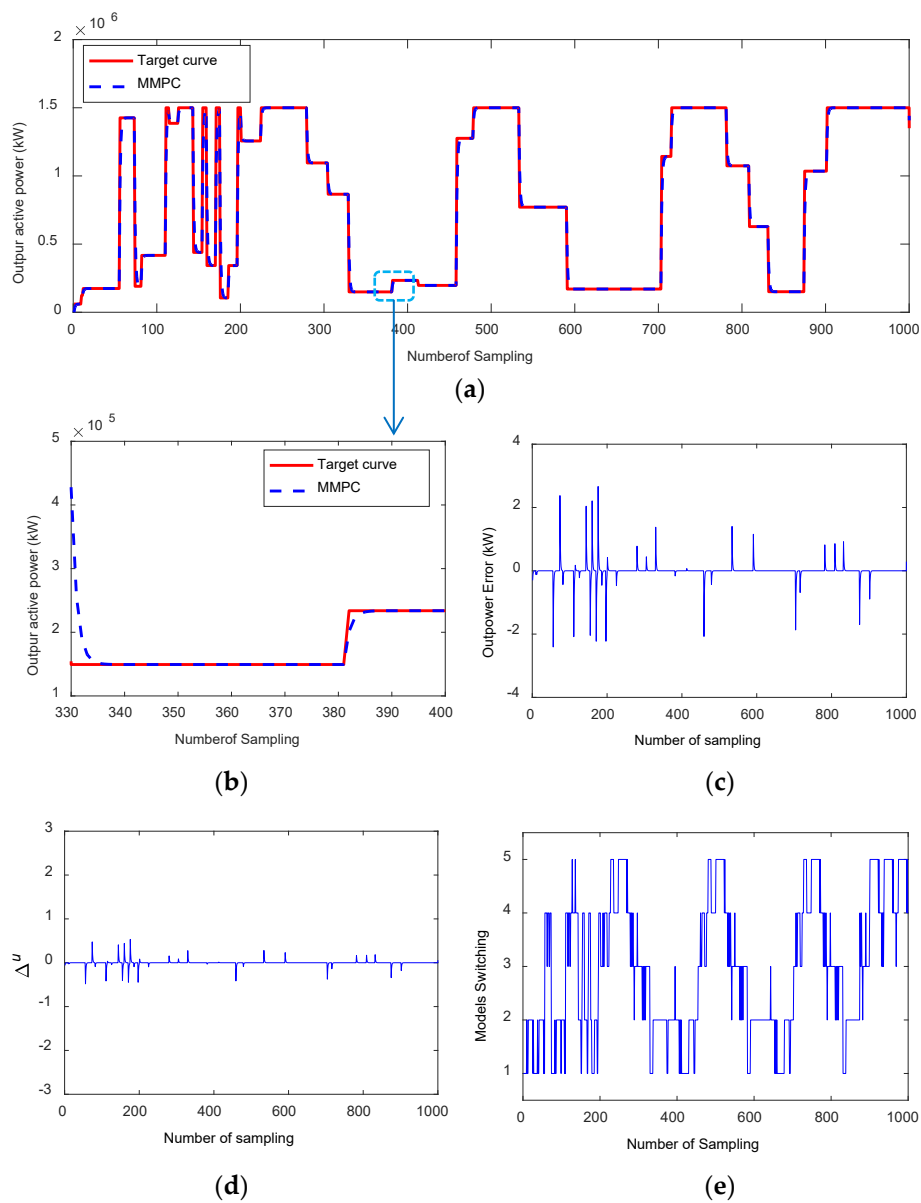 × 10 6
2
1.5
1
0.5
0
Outpur active power (kW)
Target curve
MMPC
0 100 200 300 400 500 600 700 800 900 1000
Numberof Sampling
(a)
× 10 5
5
4
3
2
1
Outpur active power (kW)
Target curve
MMPC
330 340 350 360 370 380 390 400
Numberof Sampling
(b)
4
2
0
-2
-4
Outpower Error (kW)
0 200 400 600 800 1000
Number of sampling
(c)
3
2
1
0
-1
-2
-3
Δu
0 200 400 600 800 1000
Number of sampling
(d)
5
4
3
2
1
Models Switching
0 200 400 600 800 1000
Number of Sampling
(e)